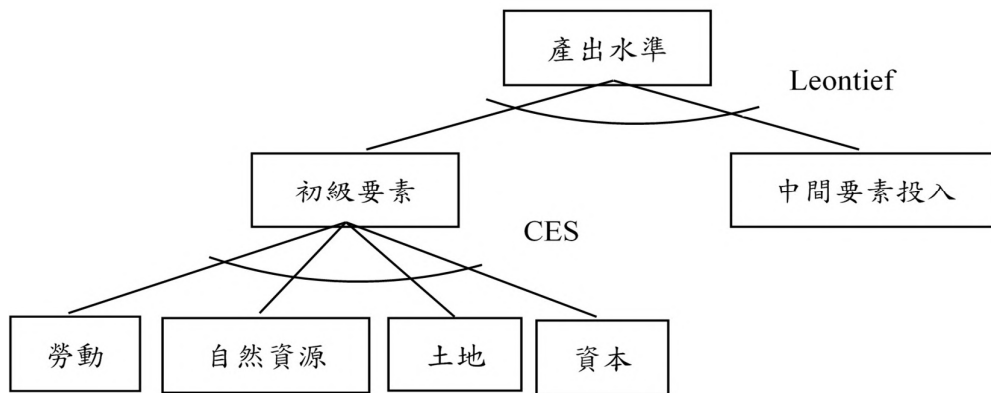 產出水準
Leontief
初級要素
中間要素投入
CES
勞動
自然資源
土地
資本